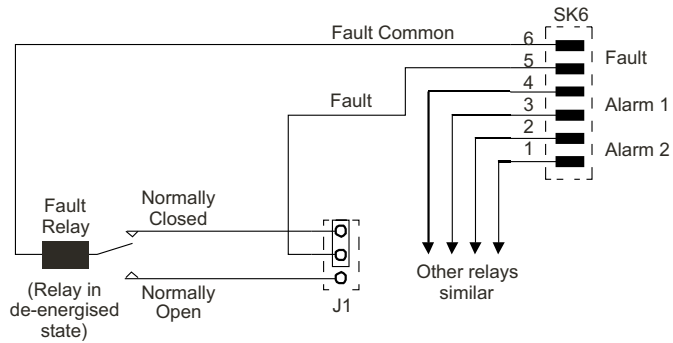 SK6
Fault Common
6
5
4
3
2
1
Fault
Alarm 1
Alarm 2
Fault
Fault
Relay
Normally
Closed
(Relay in
de-energised
state)
Normally
Open
J1
Other relays
similar